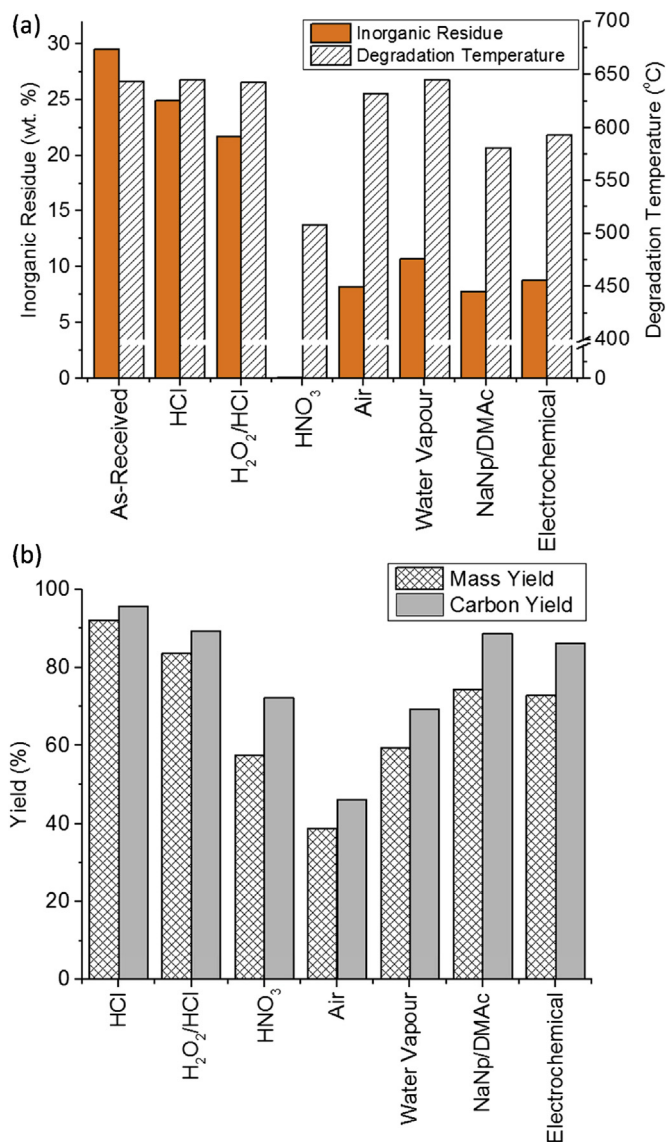 (a)
Inorganic Residue
Degradation Temperature
Inorganic Residue (wt. %)
30
25
20
15
10
5
0
700
650
600
550
500
450
400
0
Degradation Temperature (°C)
As-Received
HCl
H₂O₂/HCl
HNO₃
Air
Water Vapour
NaNp/DMAc
Electrochemical
(b)
Mass Yield
Carbon Yield
Yield (%)
100
80
60
40
20
0
HCl
H₂O₂/HCl
HNO₃
Air
Water Vapour
NaNp/DMAc
Electrochemical